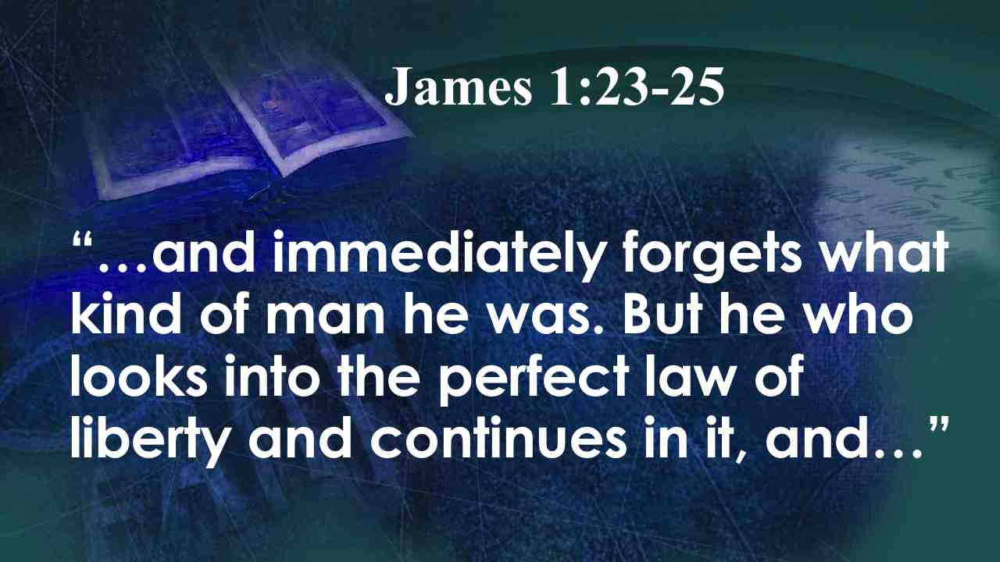 James 1:23-25
“…and immediately forgets what
kind of man he was. But he who
looks into the perfect law of
liberty and continues in it, and…”